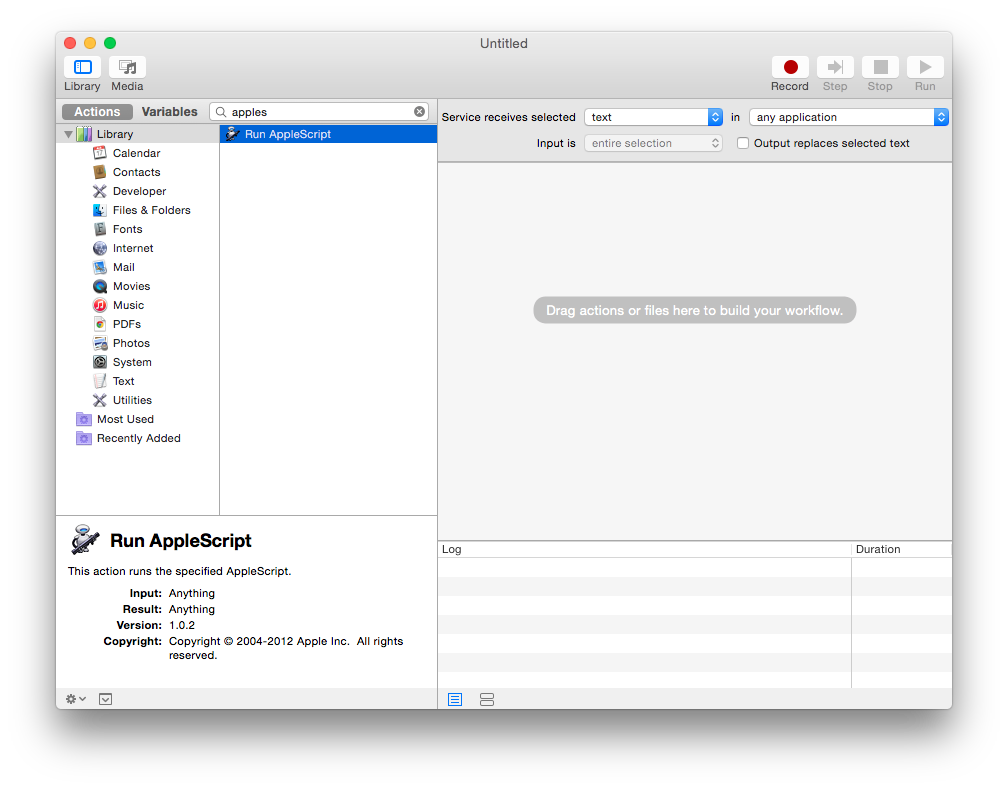 Untitled
Library Media Record Step Stop Run
Actions Variables apples
Service receives selected text in any application
Input is entire selection Output replaces selected text
Library
Calendar
Contacts
Developer
Files & Folders
Fonts
Internet
Mail
Movies
Music
PDFs
Photos
System
Text
Utilities
Most Used
Recently Added
Run AppleScript
Drag actions or files here to build your workflow.
Run AppleScript
This action runs the specified AppleScript.
Input: Anything
Result: Anything
Version: 1.0.2
Copyright: Copyright © 2004-2012 Apple Inc. All rights
reserved.
Log Duration